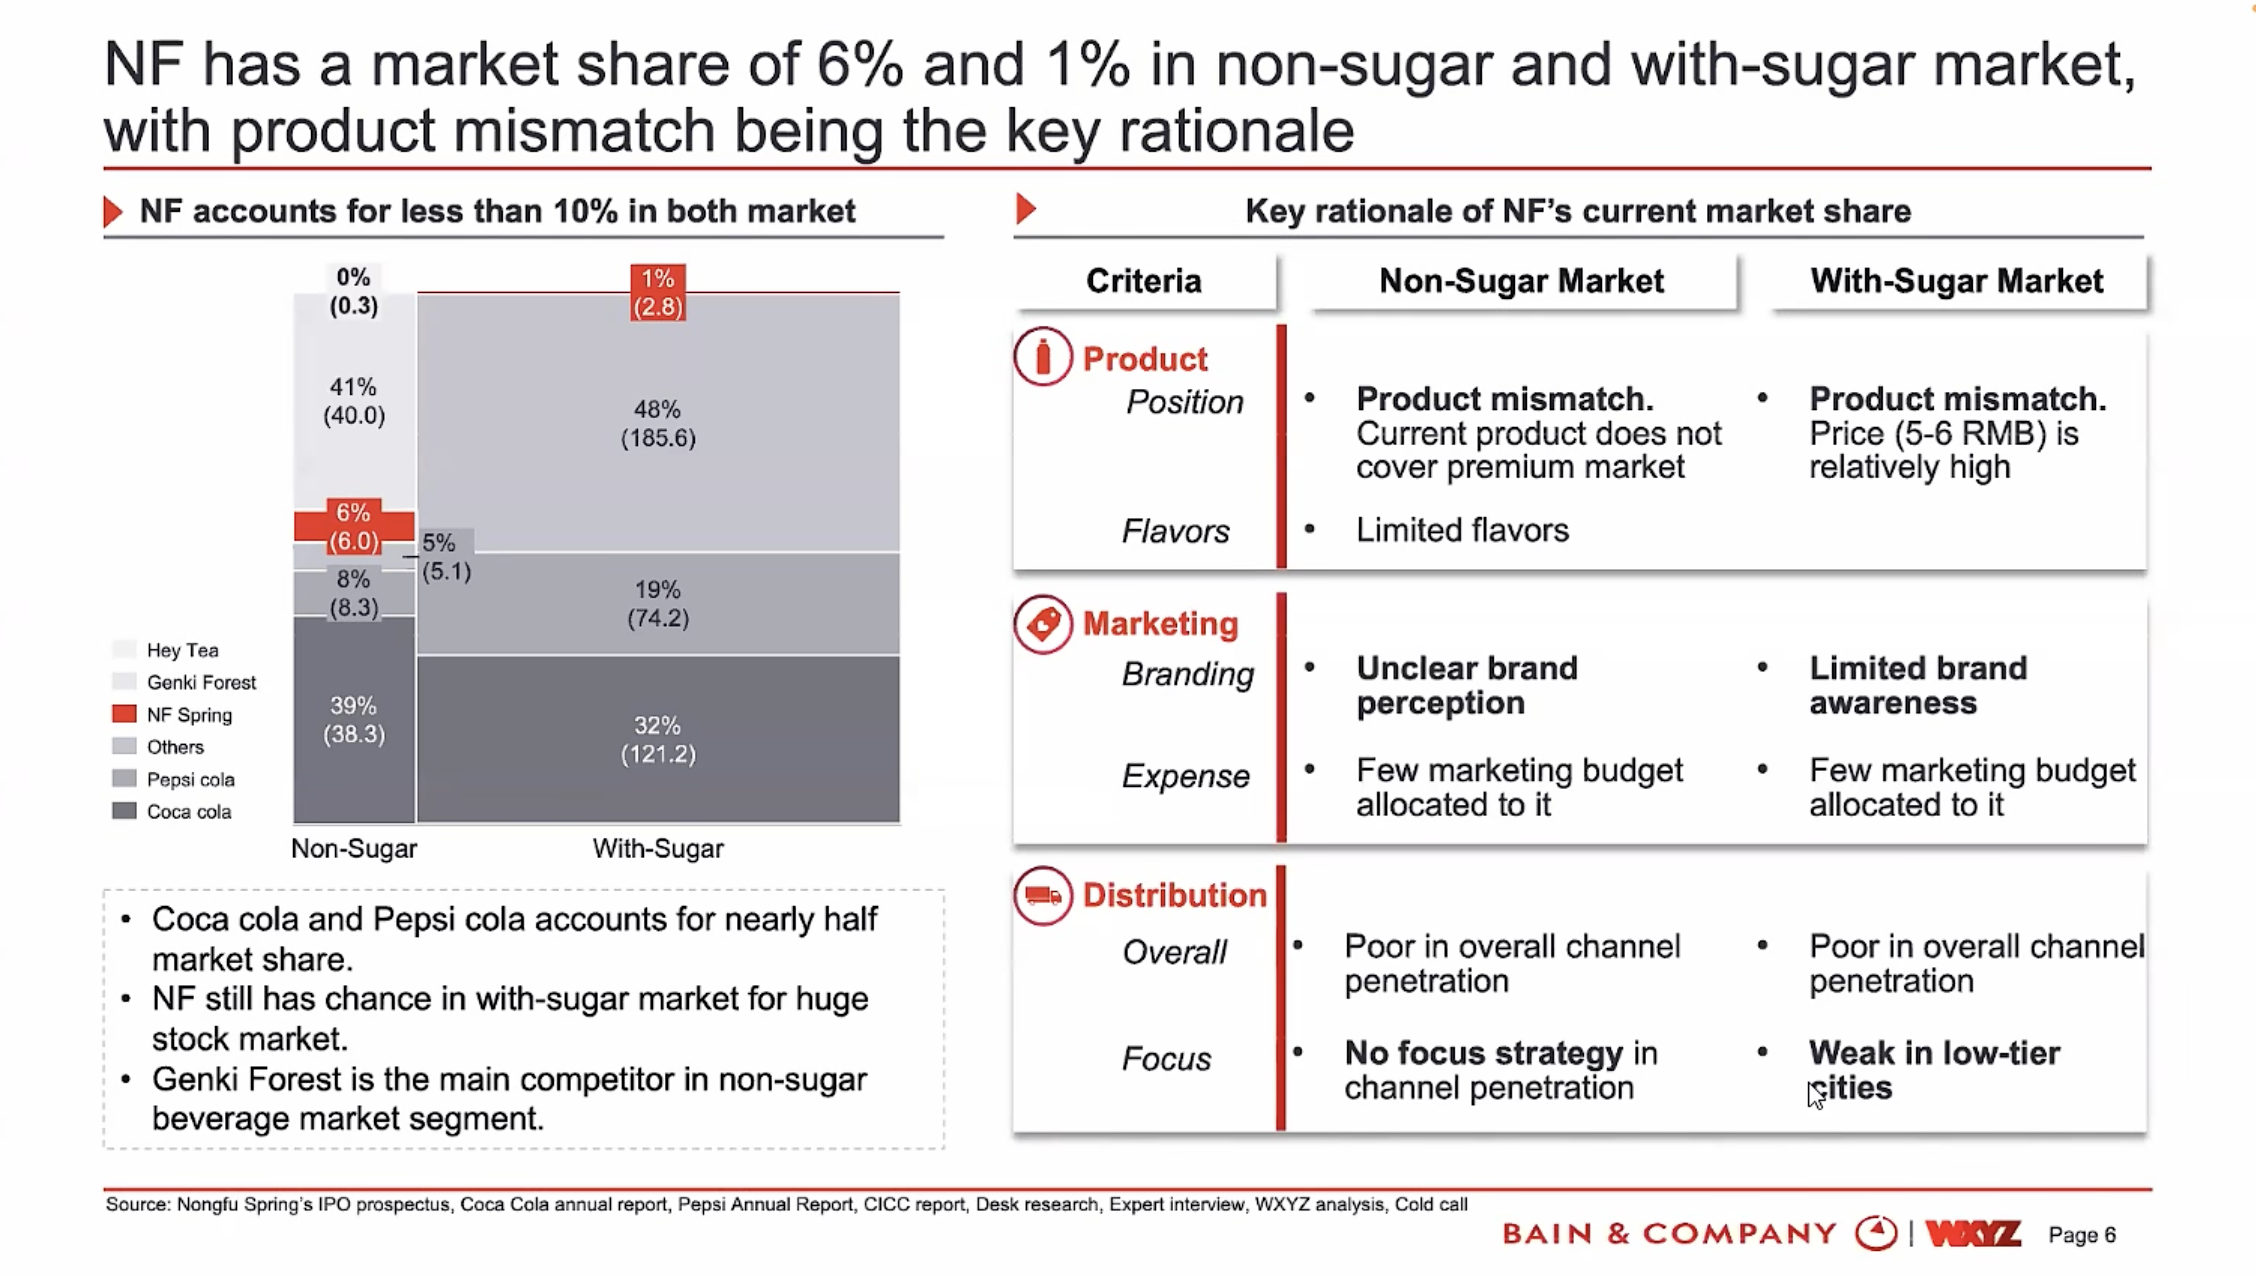 NF has a market share of 6% and 1% in non-sugar and with-sugar market,
with product mismatch being the key rationale
NF accounts for less than 10% in both market
0%
(0.3)
41%
(40.0)
6%
(6.0)
5%
(5.1)
8%
(8.3)
39%
(38.3)
1%
(2.8)
48%
(185.6)
19%
(74.2)
32%
(121.2)
Hey Tea
Genki Forest
NF Spring
Others
Pepsi cola
Coca cola
Non-Sugar
With-Sugar
• Coca cola and Pepsi cola accounts for nearly half
market share.
• NF still has chance in with-sugar market for huge
stock market.
• Genki Forest is the main competitor in non-sugar
beverage market segment.
Key rationale of NF’s current market share
Criteria
Non-Sugar Market
With-Sugar Market
Product
Position
• Product mismatch.
Current product does not
cover premium market
• Product mismatch.
Price (5-6 RMB) is
relatively high
Flavors
• Limited flavors
Marketing
Branding
• Unclear brand
perception
• Limited brand
awareness
Expense
• Few marketing budget
allocated to it
• Few marketing budget
allocated to it
Distribution
Overall
• Poor in overall channel
penetration
• Poor in overall channel
penetration
Focus
• No focus strategy in
channel penetration
• Weak in low-tier
cities
Source: Nongfu Spring’s IPO prospectus, Coca Cola annual report, Pepsi Annual Report, CICC report, Desk research, Expert interview, WXYZ analysis, Cold call
BAIN & COMPANY | WXYZ Page 6